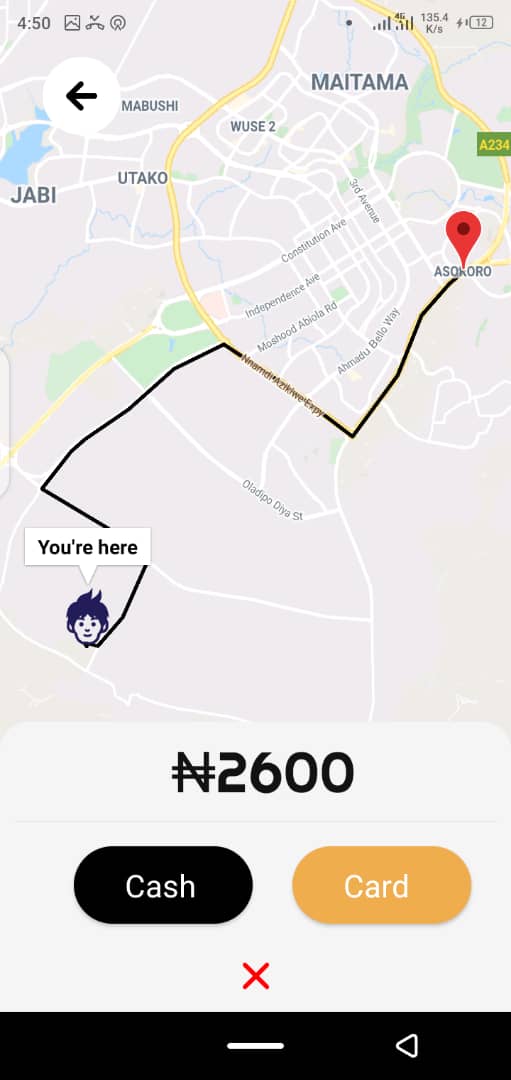 4:50
4G
135.4
K/s
12
MAITAMA
MABUSHI
WUSE 2
A234
UTAKO
JABI
3rd Avenue
Constitution Ave
ASOKORO
Independence Ave
Moshood Abiola Rd
Ahmadu Bello Way
Nnamdi Azikiwe Expy
Oladipo Diya St
You're here
₦2600
Cash
Card